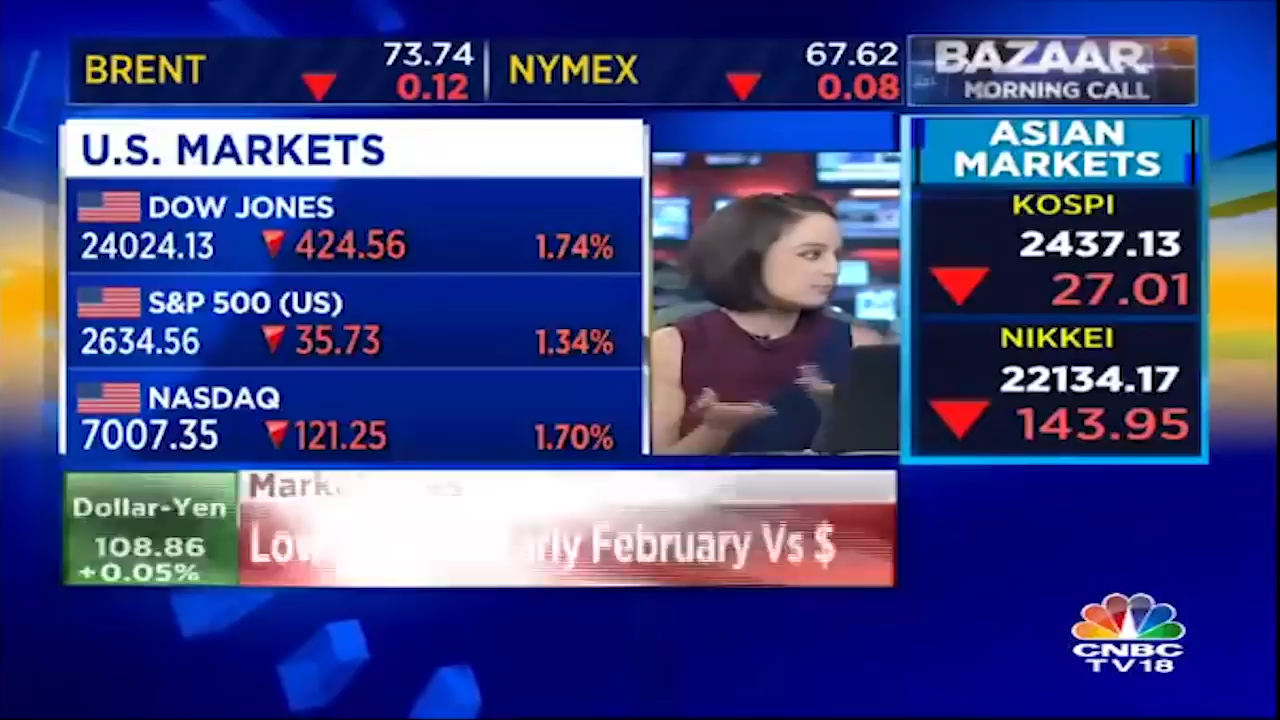 BRENT
73.74
0.12
NYMEX
67.62
0.08
BAZAAR
MORNING CALL
U.S. MARKETS
DOW JONES
24024.13 424.56 1.74%
S&P 500 (US)
2634.56 35.73 1.34%
NASDAQ
7007.35 121.25 1.70%
ASIAN
MARKETS
KOSPI
2437.13
27.01
NIKKEI
22134.17
143.95
Dollar-Yen
108.86
+0.05%
February Vs $
CNBC
TV18